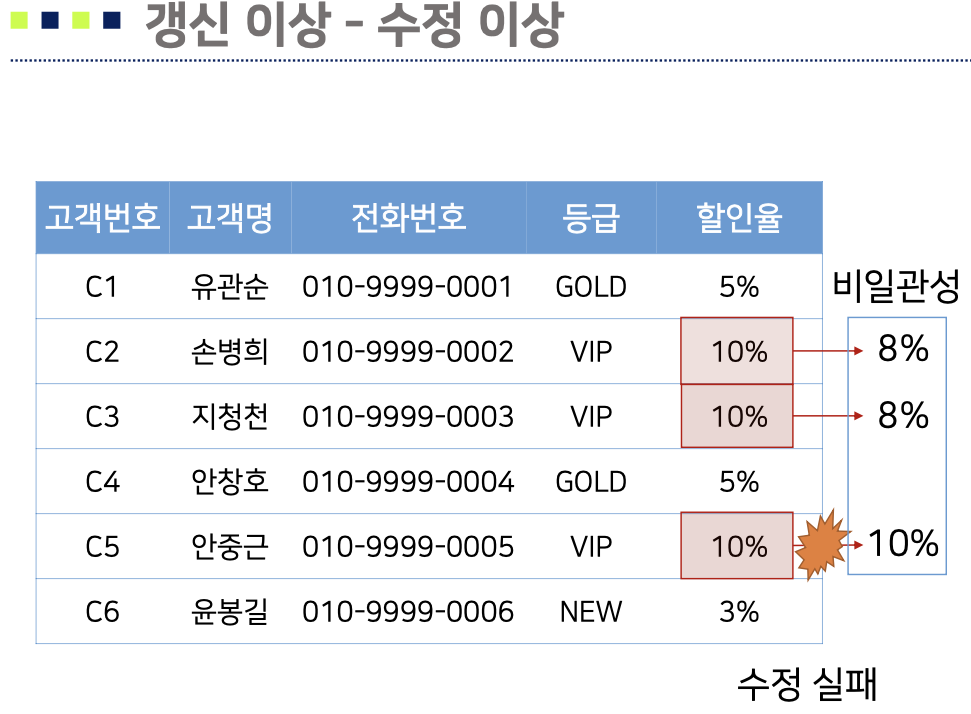 갱신 이상 - 수정 이상
고객번호 고객명 전화번호 등급 할인율
C1 유관순 010-9999-0001 GOLD 5% 비일관성
C2 손병희 010-9999-0002 VIP 10% 8%
C3 지청천 010-9999-0003 VIP 10% 8%
C4 안창호 010-9999-0004 GOLD 5%
C5 안중근 010-9999-0005 VIP 10% 10%
C6 윤봉길 010-9999-0006 NEW 3%
수정 실패